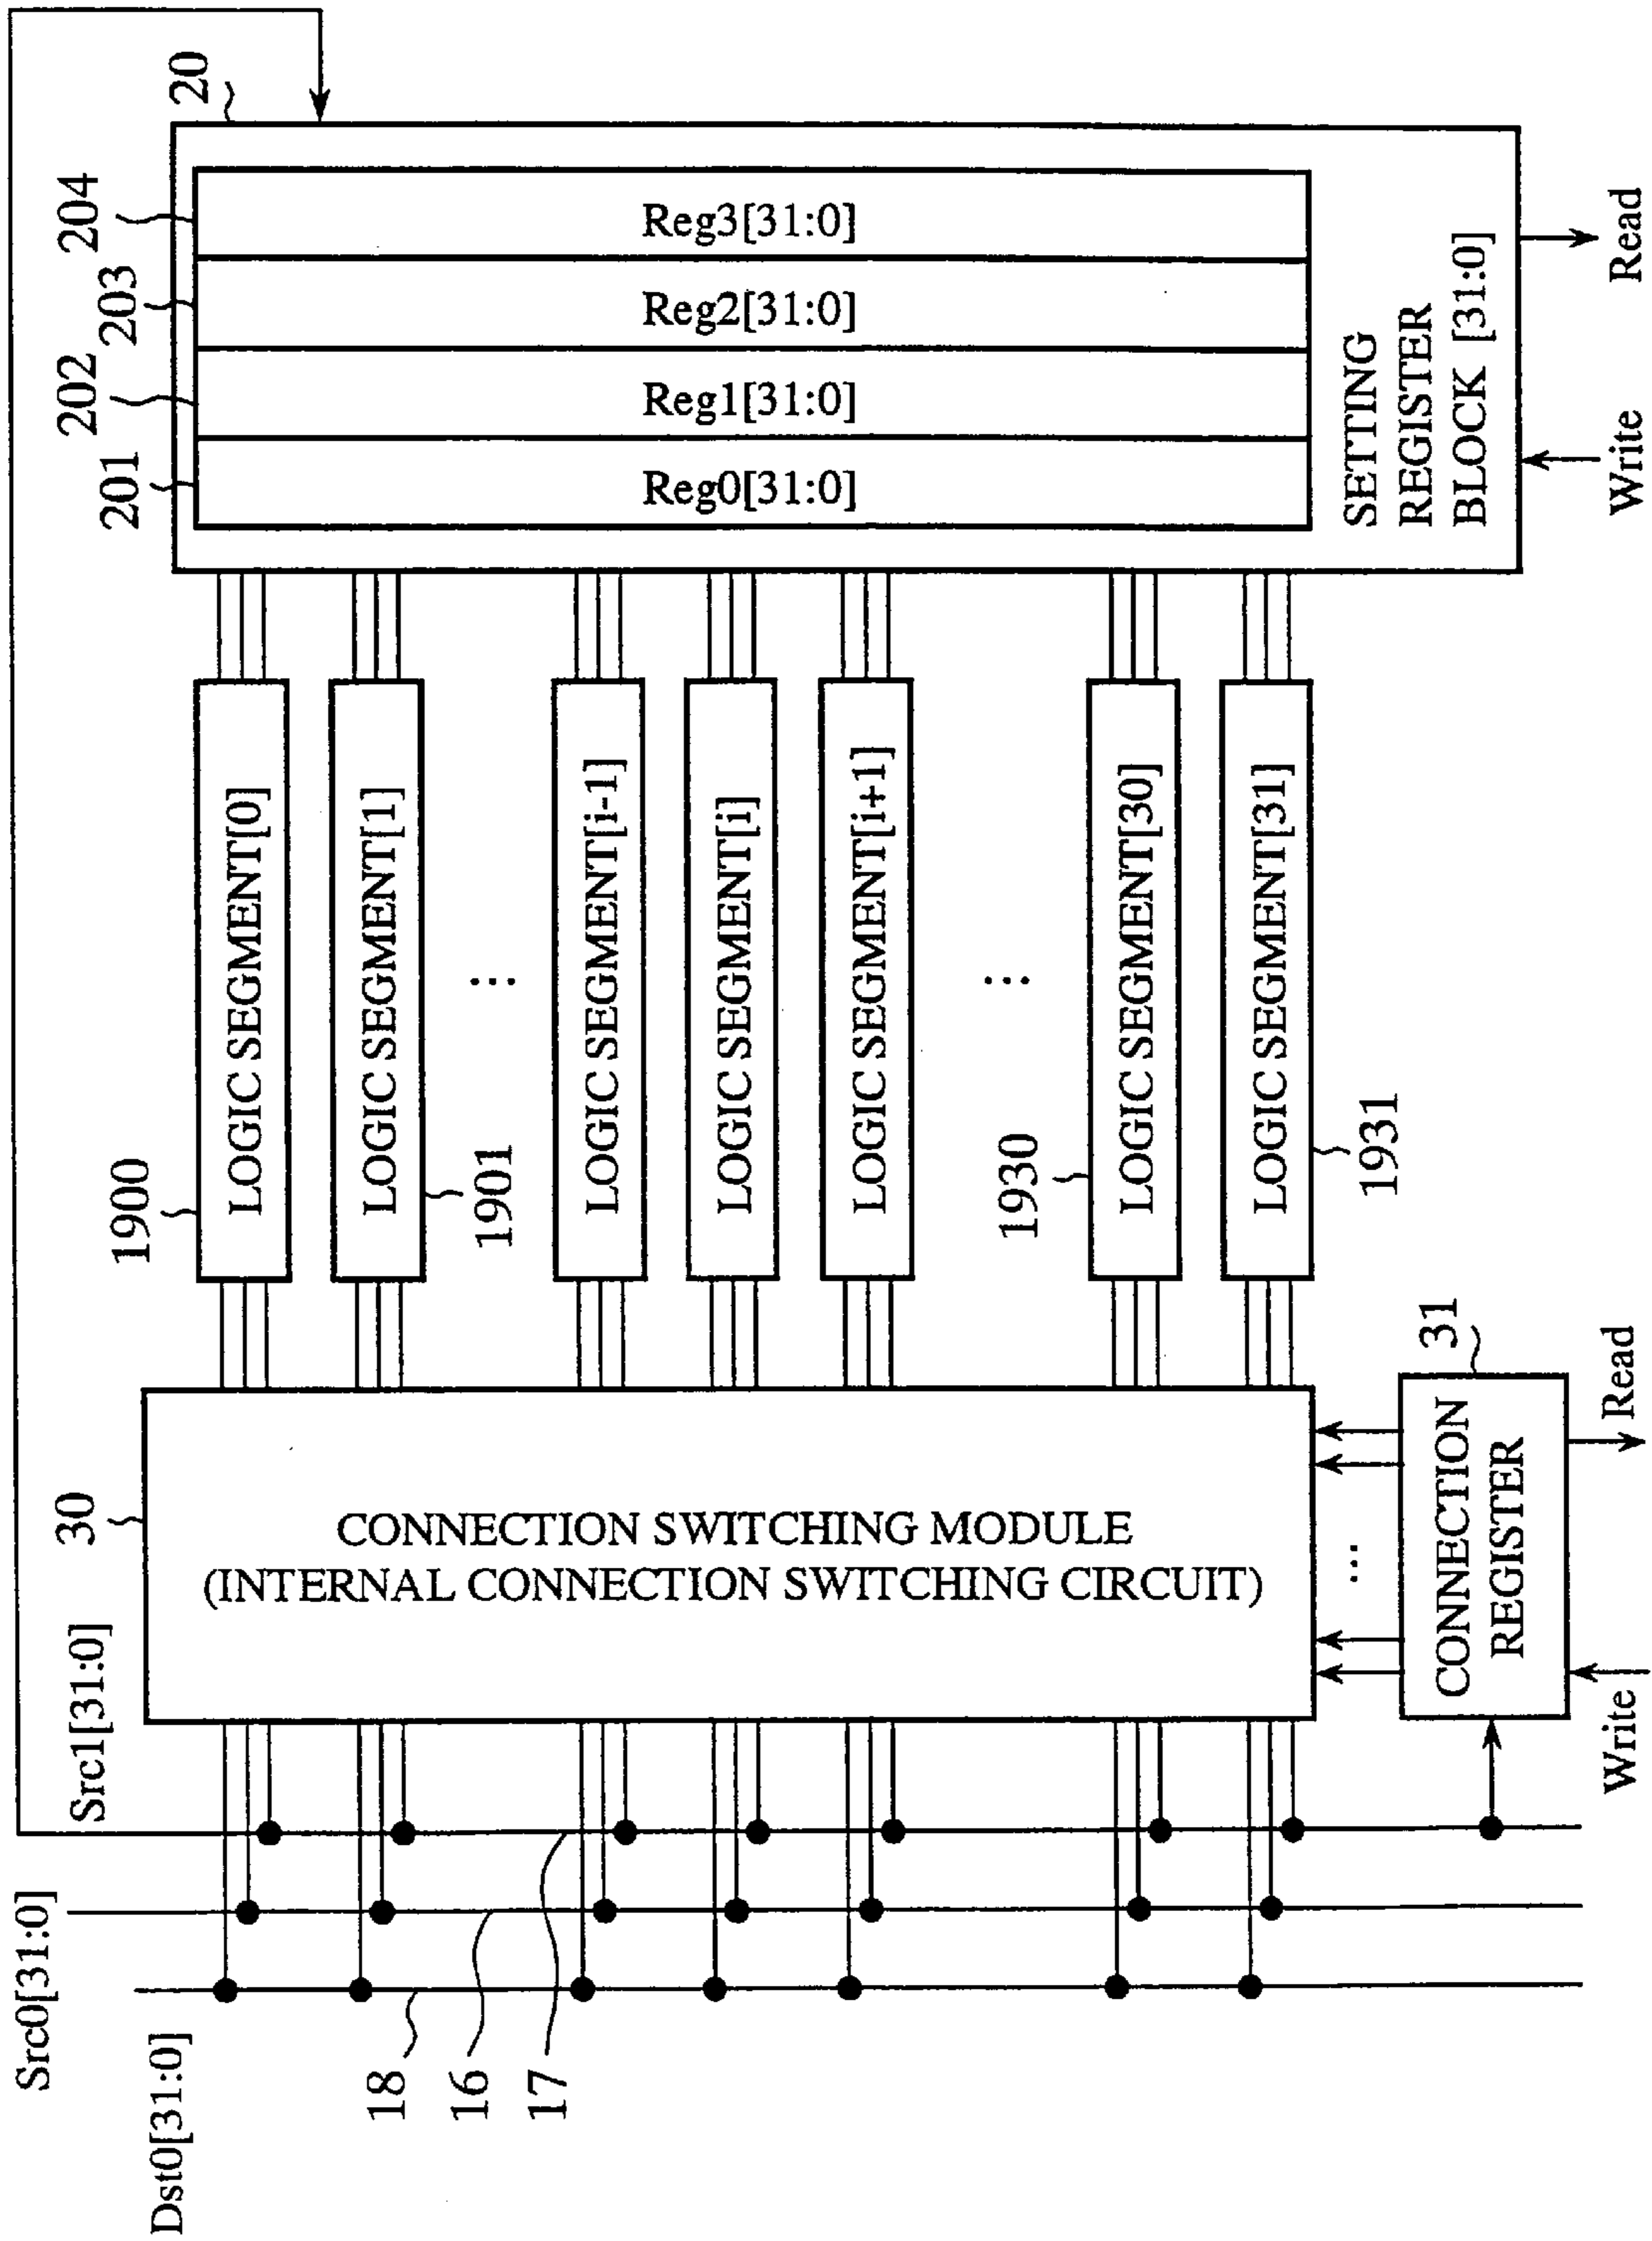 Src0[31:0]
Src1[31:0]
Dst0[31:0]
18
16
17
30
CONNECTION SWITCHING MODULE
(INTERNAL CONNECTION SWITCHING CIRCUIT)
CONNECTION
REGISTER
31
Write
Read
...
1900
LOGIC SEGMENT[0]
LOGIC SEGMENT[1]
1901
...
LOGIC SEGMENT[i-1]
LOGIC SEGMENT[i]
LOGIC SEGMENT[i+1]
...
1930
LOGIC SEGMENT[30]
LOGIC SEGMENT[31]
1931
20
201
202
203
204
Reg0[31:0]
Reg1[31:0]
Reg2[31:0]
Reg3[31:0]
SETTING
REGISTER
BLOCK [31:0]
Write
Read